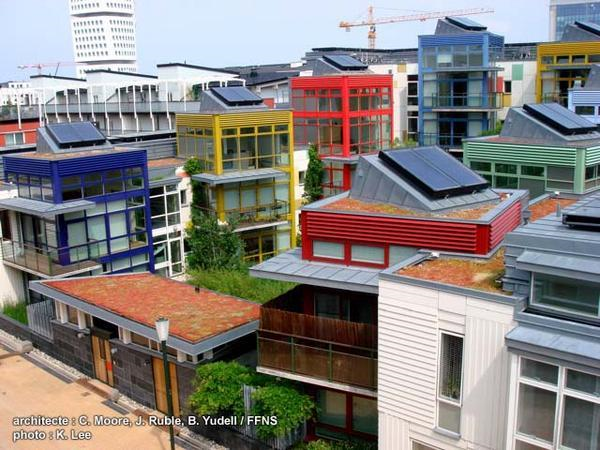 architecte : C. Moore, J. Ruble, B. Yudell / FFNS
photo : K. Lee